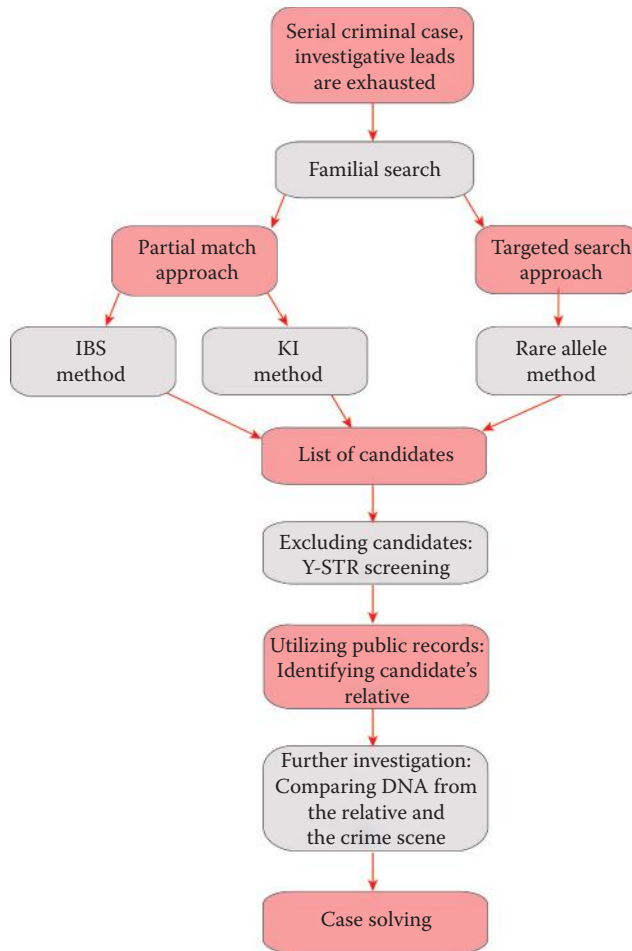 Serial criminal case,
investigative leads
are exhausted
Familial search
Partial match
approach
Targeted search
approach
IBS
method
KI
method
Rare allele
method
List of candidates
Excluding candidates:
Y-STR screening
Utilizing public records:
Identifying candidate's
relative
Further investigation:
Comparing DNA from
the relative and
the crime scene
Case solving